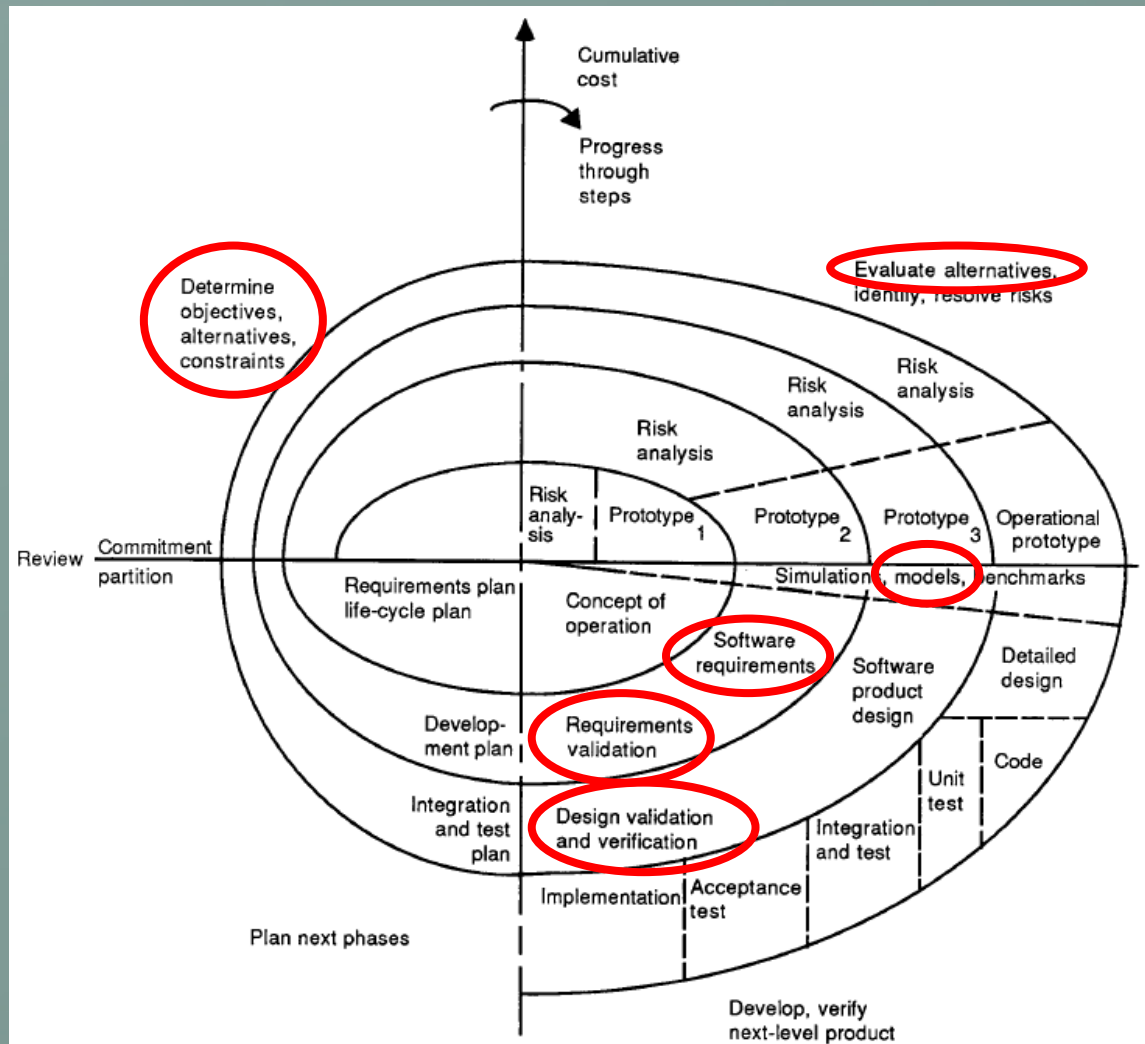 Cumulative
cost
Progress
through
steps
Determine
objectives,
alternatives,
constraints
Evaluate alternatives,
identify, resolve risks
Risk
analysis
Risk
analysis
Risk
analysis
Risk
analy-
sis
Prototype 1
Prototype 2
Prototype 3
Operational
prototype
Review
Commitment
partition
Simulations, models, benchmarks
Requirements plan
life-cycle plan
Concept of
operation
Software
requirements
Software
product
design
Detailed
design
Develop-
ment plan
Requirements
validation
Code
Unit
test
Integration
and test
plan
Design validation
and verification
Integration
and test
Acceptance
test
Implementation
Plan next phases
Develop, verify
next-level product